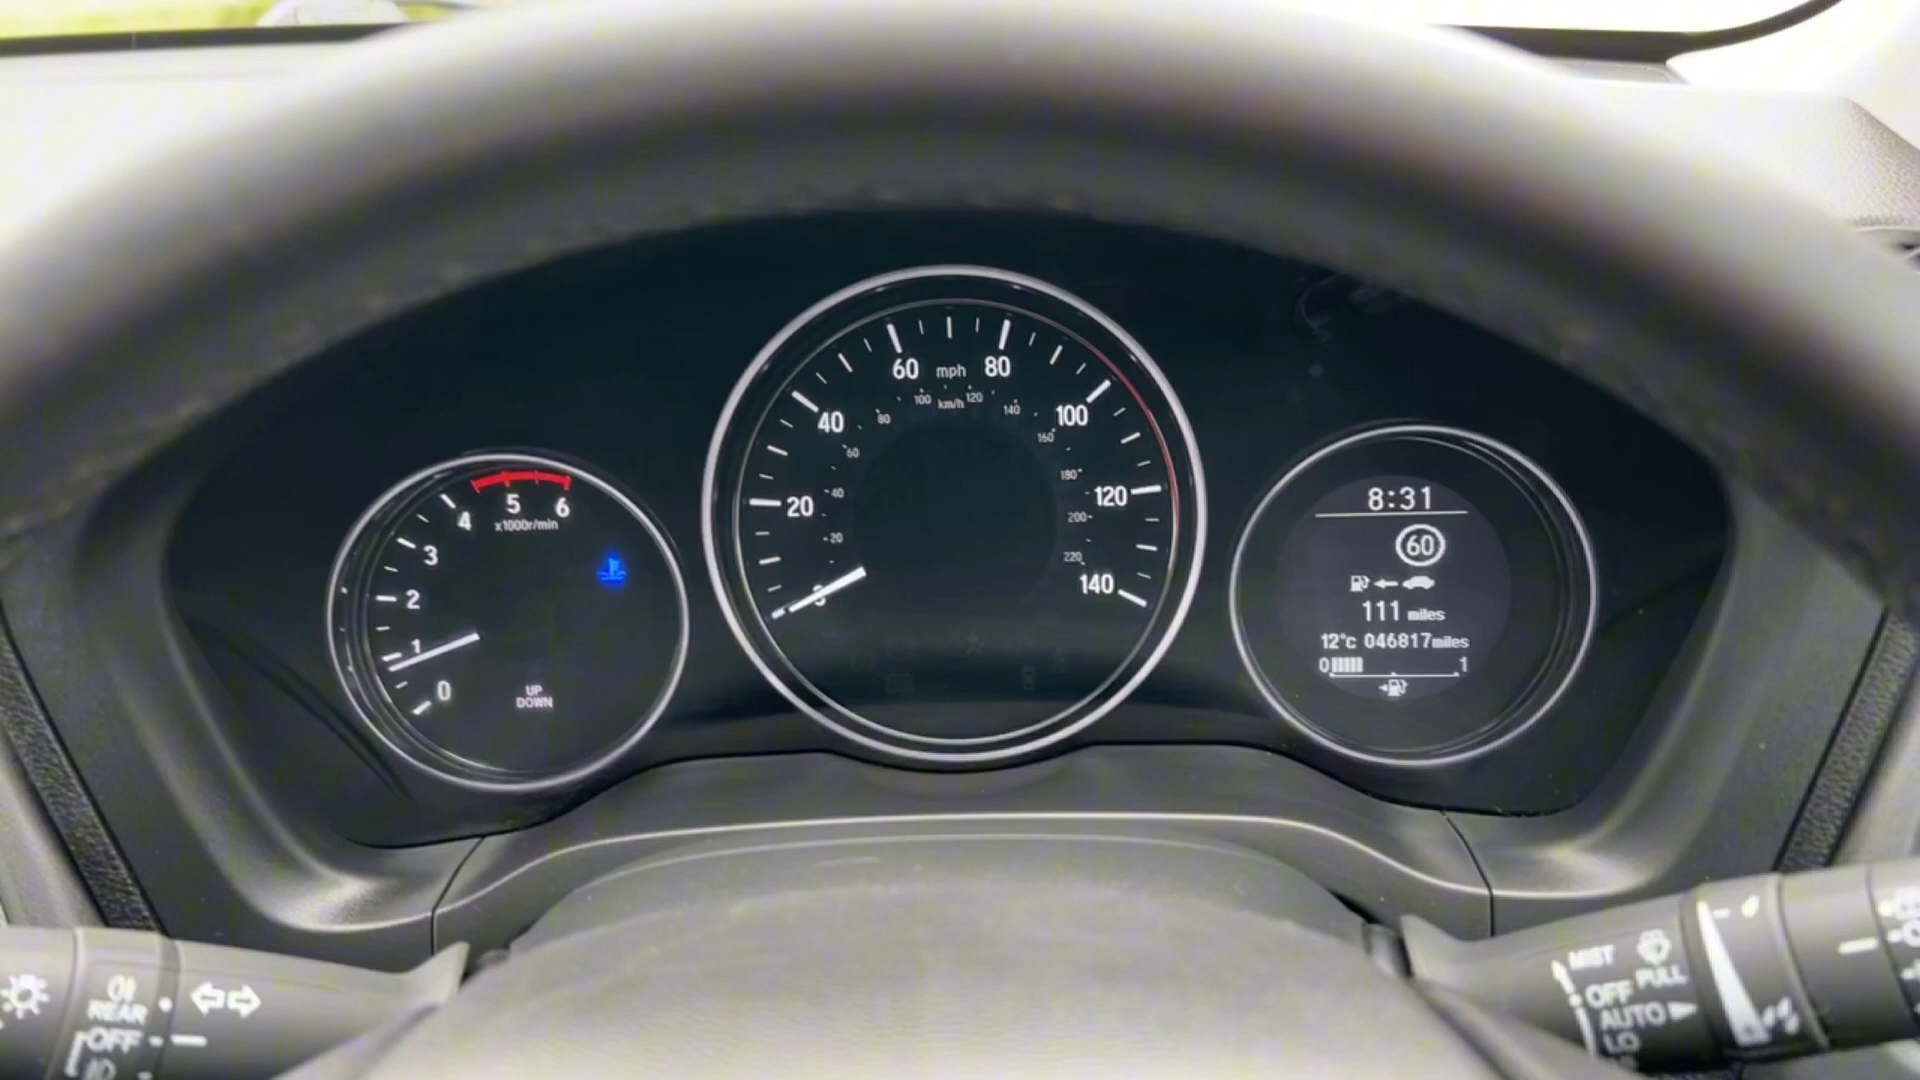 60 mph 80
100 km/h 120
80 140
40 100
60 160
180
20 40 120
200
20
220
0 140
4 5 6
x1000r/min
3
2
1
0
UP
DOWN
8:31
60
111 miles
12°c 046817miles
0 1
REAR
OFF
MIST
PULL
OFF
AUTO
LO